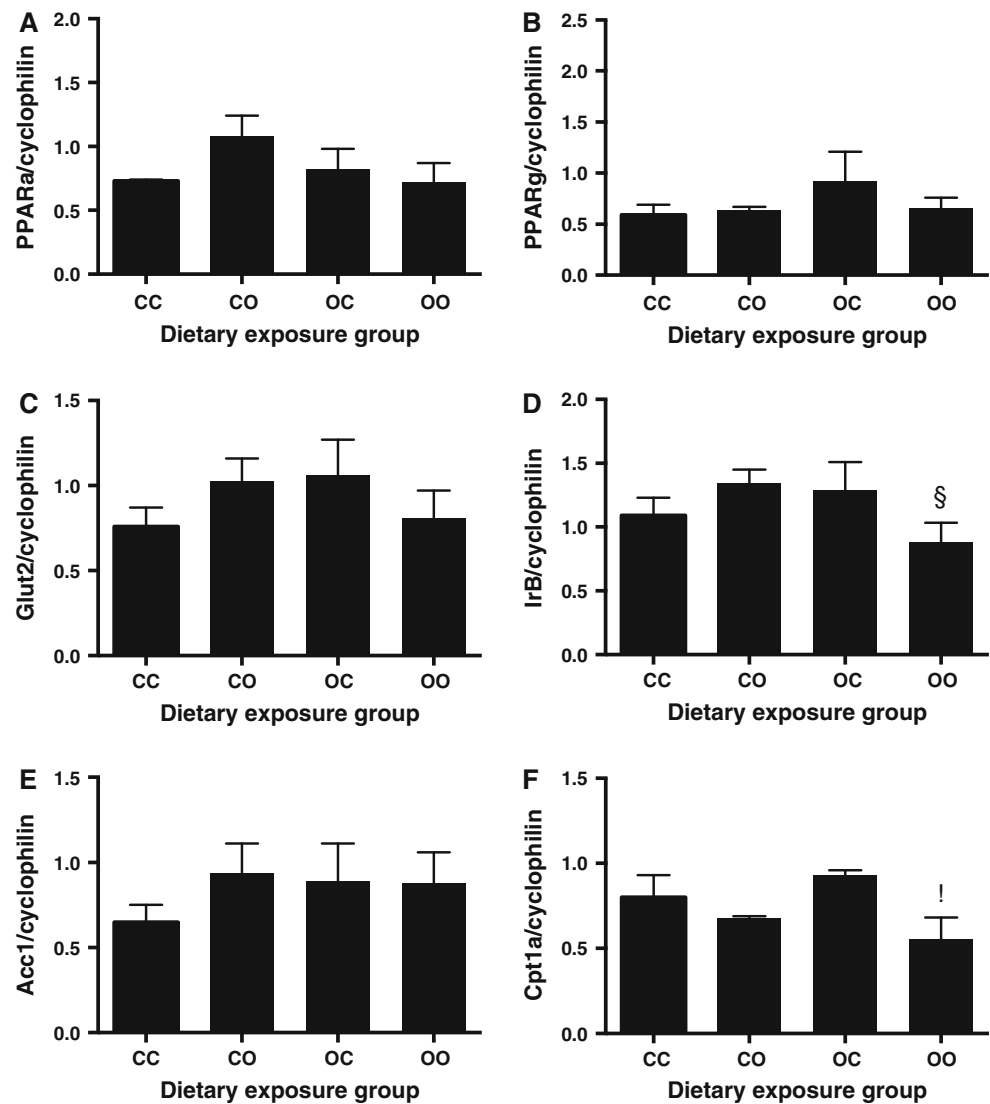 A
PPARa/cyclophilin
2.0
1.5
1.0
0.5
0.0
CC CO OC OO
Dietary exposure group
B
PPARg/cyclophilin
2.5
2.0
1.5
1.0
0.5
0.0
CC CO OC OO
Dietary exposure group
C
Glut2/cyclophilin
1.5
1.0
0.5
0.0
CC CO OC OO
Dietary exposure group
D
IrB/cyclophilin
2.0
1.5
1.0
0.5
0.0
§
CC CO OC OO
Dietary exposure group
E
Acc1/cyclophilin
1.5
1.0
0.5
0.0
CC CO OC OO
Dietary exposure group
F
Cpt1a/cyclophilin
1.5
1.0
0.5
0.0
!
CC CO OC OO
Dietary exposure group